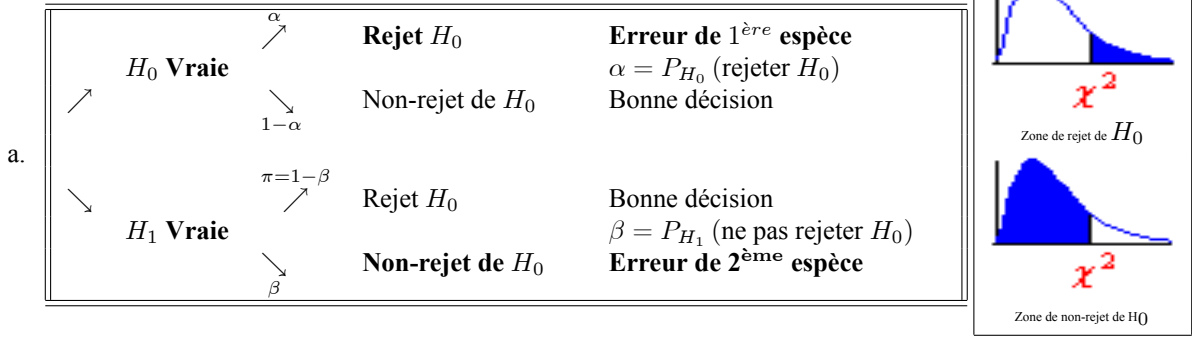 a.
α
Rejet H₀ Erreur de 1ère espèce
H₀ Vraie α = P_H₀ (rejeter H₀)
Non-rejet de H₀ Bonne décision
1−α
π=1−β
Rejet H₀ Bonne décision
H₁ Vraie β = P_H₁ (ne pas rejeter H₀)
Non-rejet de H₀ Erreur de 2ème espèce
β
χ²
Zone de rejet de H₀
χ²
Zone de non-rejet de H0